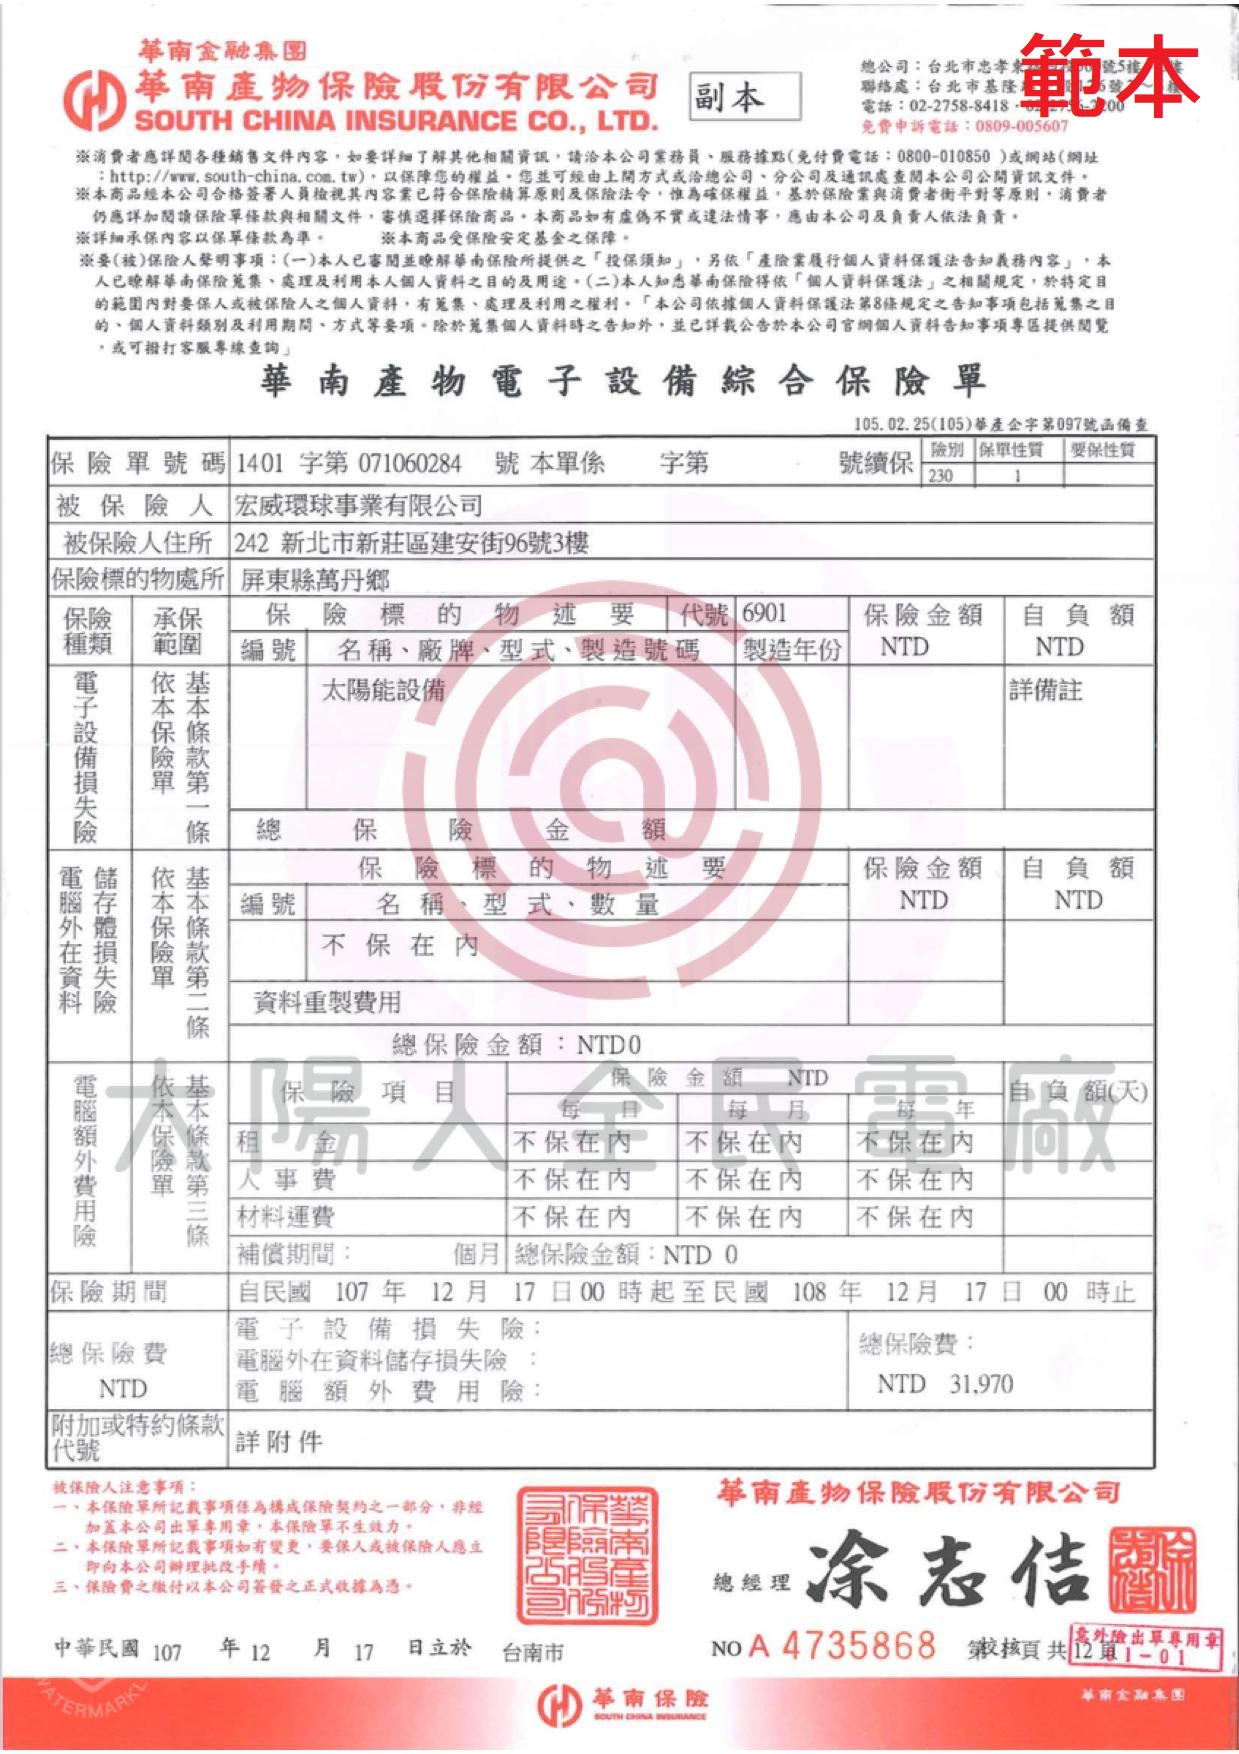 範本
華南金融集團
華南產物保險股份有限公司
SOUTH CHINA INSURANCE CO., LTD.
副本
總公司：台北市忠孝東
聯絡處：台北市基隆
電話：02-2758-8418
免費申訴電話：0809-005607
※消費者應詳閱各種銷售文件內容，如要詳細了解其他相關資訊，請洽本公司業務員、服務據點(免付費電話：0800-010850 )或網站(網址
：http://www.south-china.com.tw)，以保障您的權益。您並可經由上開方式或洽總公司、分公司及通訊處查閱本公司公開資訊文件。
※本商品經本公司合格簽署人員檢視其內容業已符合保險精算原則及保險法令，惟為確保權益，基於保險業與消費者衡平對等原則，消費者
仍應詳加閱讀保險單條款與相關文件，審慎選擇保險商品。本商品如有虛偽不實或違法情事，應由本公司及負責人依法負責。
※詳細承保內容以保單條款為準。 ※本商品受保險安定基金之保障。
※要(被)保險人聲明事項：(一)本人已審閱並瞭解華南保險所提供之「投保須知」，另依「產險業履行個人資料保護法告知義務內容」，本
人已瞭解華南保險蒐集、處理及利用本人個人資料之目的及用途。(二)本人知悉華南保險得依「個人資料保護法」之相關規定，於特定目
的範圍內對要保人或被保險人之個人資料，有蒐集、處理及利用之權利。「本公司依據個人資料保護法第8條規定之告知事項包括蒐集之目
的、個人資料類別及利用期間、方式等要項。除於蒐集個人資料時之告知外，並已詳載公告於本公司官網個人資料告知事項專區提供閱覽
，或可撥打客服專線查詢」
華南產物電子設備綜合保險單
105.02.25(105)華產企字第097號函備查
保險單號碼 1401 字第 071060284 號 本單係 字第 號續保 險別 保單性質 要保性質
230 1
被保險人 宏威環球事業有限公司
被保險人住所 242 新北市新莊區建安街96號3樓
保險標的物處所 屏東縣萬丹鄉
保險種類 承保範圍 保險標的物述要 代號 6901 保險金額 NTD 自負額 NTD
編號 名稱、廠牌、型式、製造號碼 製造年份
電子設備損失險 依基本保險單基本條款第一條 太陽能設備 詳備註
總保險金額
電腦外在資料儲存體損失險 依本保險單基本條款第二條 保險標的物述要 保險金額 NTD 自負額 NTD
編號 名稱、型式、數量
不保在內
資料重製費用
總保險金額：NTD0
太陽人全民電廠
電腦額外費用險 依本保險單基本條款第三條 保險項目 保險金額 NTD 自負額(天)
每日 每月 每年
租金 不保在內 不保在內 不保在內
人事費 不保在內 不保在內 不保在內
材料運費 不保在內 不保在內 不保在內
補償期間： 個月 總保險金額：NTD 0
保險期間 自民國 107 年 12 月 17 日 00 時起至民國 108 年 12 月 17 日 00 時止
總保險費 NTD 電子設備損失險：
電腦外在資料儲存損失險：
電腦額外費用險：
總保險費：
NTD 31,970
附加或特約條款代號 詳附件
被保險人注意事項：
一、本保險單所記載事項係為構成保險契約之一部分，非經
加蓋本公司出單專用章，本保險單不生效力。
二、本保險單所記載事項如有變更，要保人或被保險人應立
即向本公司辦理批改手續。
三、保險費之繳付以本公司簽發之正式收據為憑。
華南產物保險股份有限公司
總經理 凃志佶
中華民國 107 年 12 月 17 日立於 台南市
NO A 4735868
校核
第 1 頁 共 12 頁
意外險出單專用章
01-01
華南保險
SOUTH CHINA INSURANCE
華南金融集團